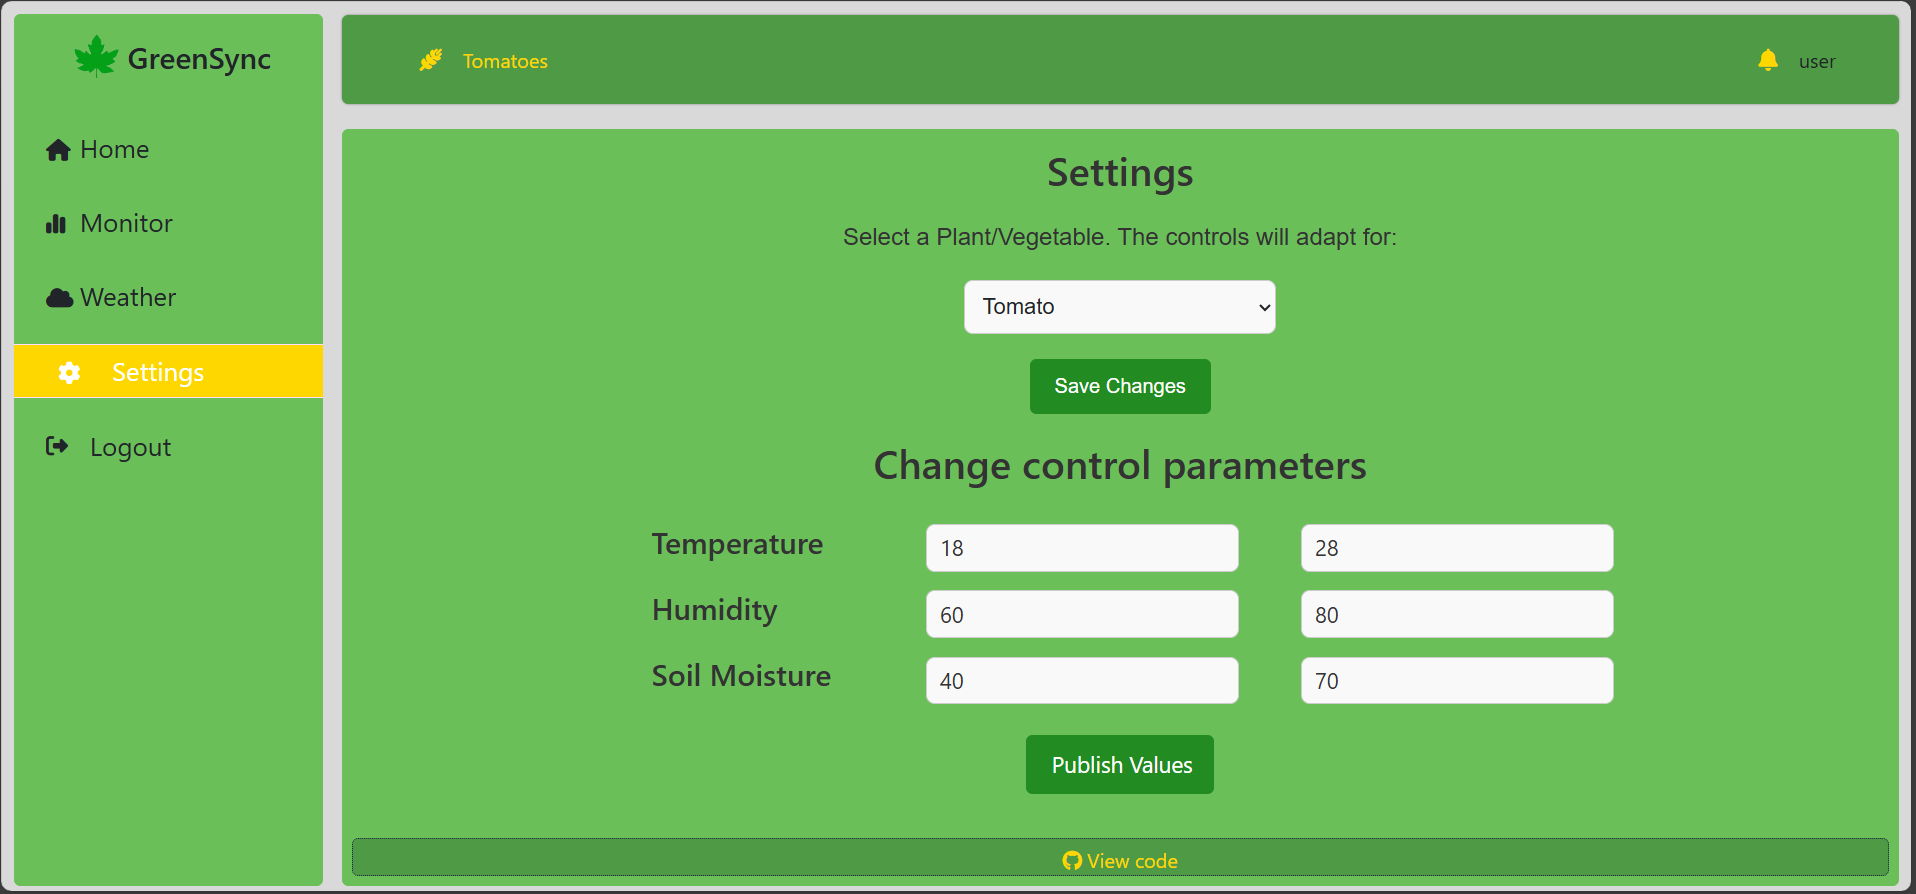 GreenSync
Home
Monitor
Weather
Settings
Logout
Tomatoes
user
Settings
Select a Plant/Vegetable. The controls will adapt for:
Tomato
Save Changes
Change control parameters
Temperature 18 28
Humidity 60 80
Soil Moisture 40 70
Publish Values
View code